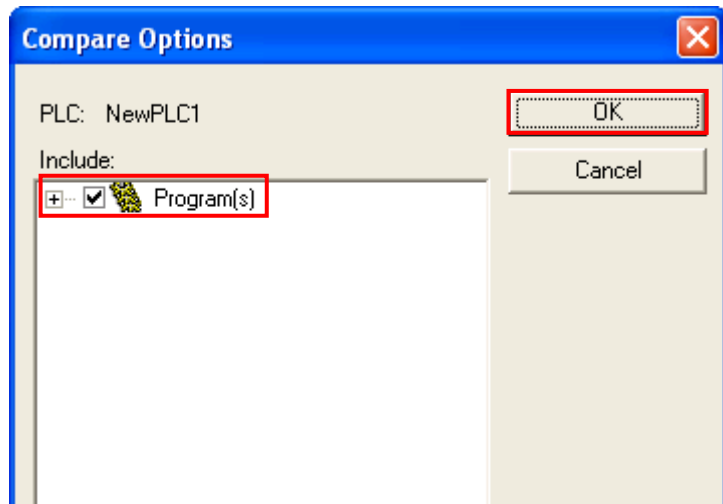 Compare Options
PLC: NewPLC1
OK
Include:
Cancel
Program(s)